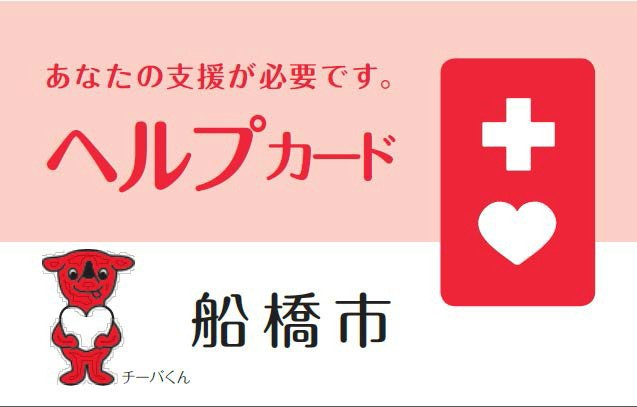 あなたの支援が必要です。
ヘルプカード
船橋市
チーバくん